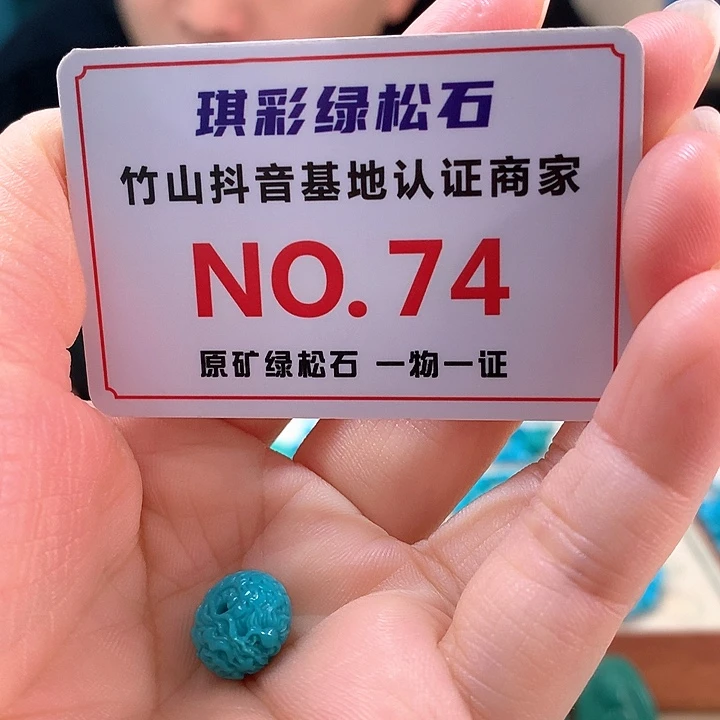 琪彩绿松石
竹山抖音基地认证商家
NO.74
原矿绿松石 一物一证